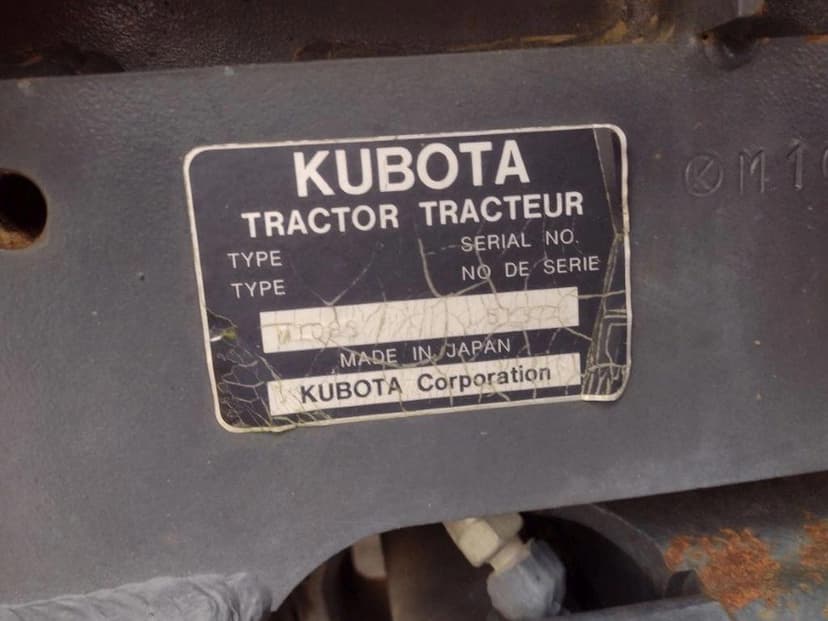 KUBOTA
TRACTOR TRACTEUR
TYPE SERIAL NO.
TYPE NO DE SERIE
MADE IN JAPAN
KUBOTA Corporation